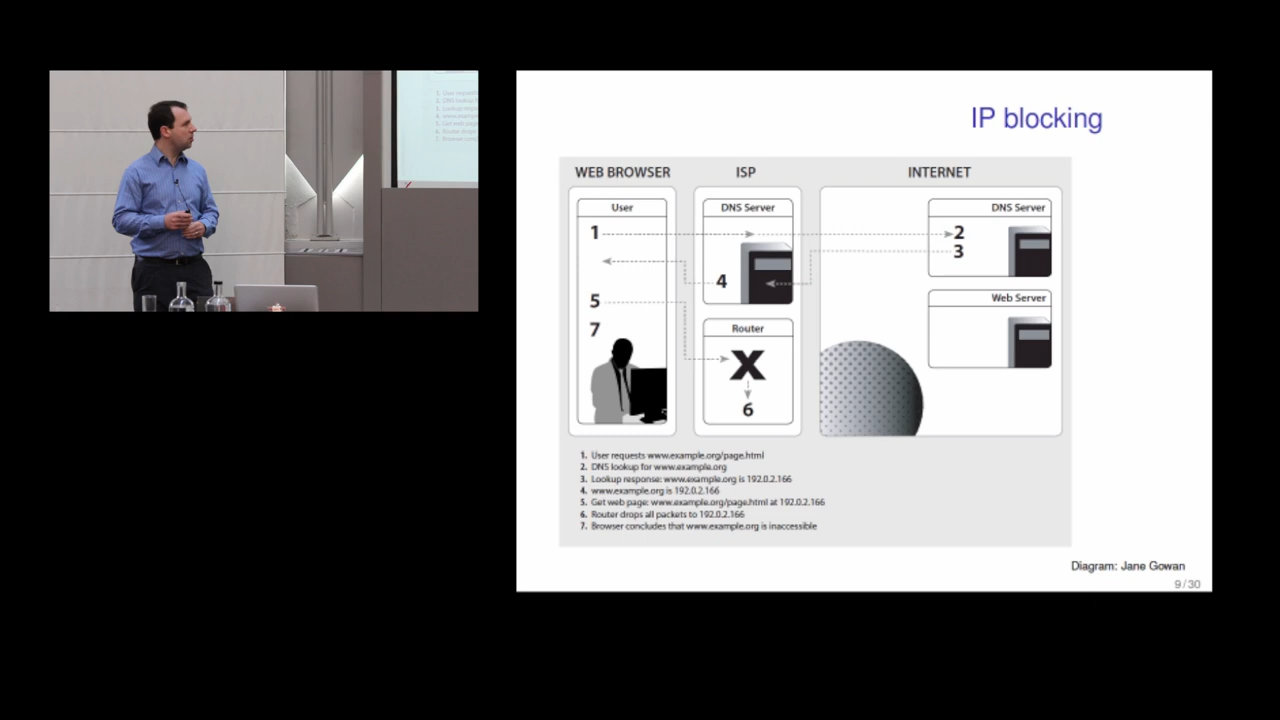 IP blocking
WEB BROWSER
ISP
INTERNET
User
DNS Server
DNS Server
1
2
3
4
5
Web Server
7
Router
X
6
1. User requests www.example.org/page.html
2. DNS lookup for www.example.org
3. Lookup response: www.example.org is 192.0.2.166
4. www.example.org is 192.0.2.166
5. Get web page: www.example.org/page.html at 192.0.2.166
6. Router drops all packets to 192.0.2.166
7. Browser concludes that www.example.org is inaccessible
Diagram: Jane Gowan
9/30